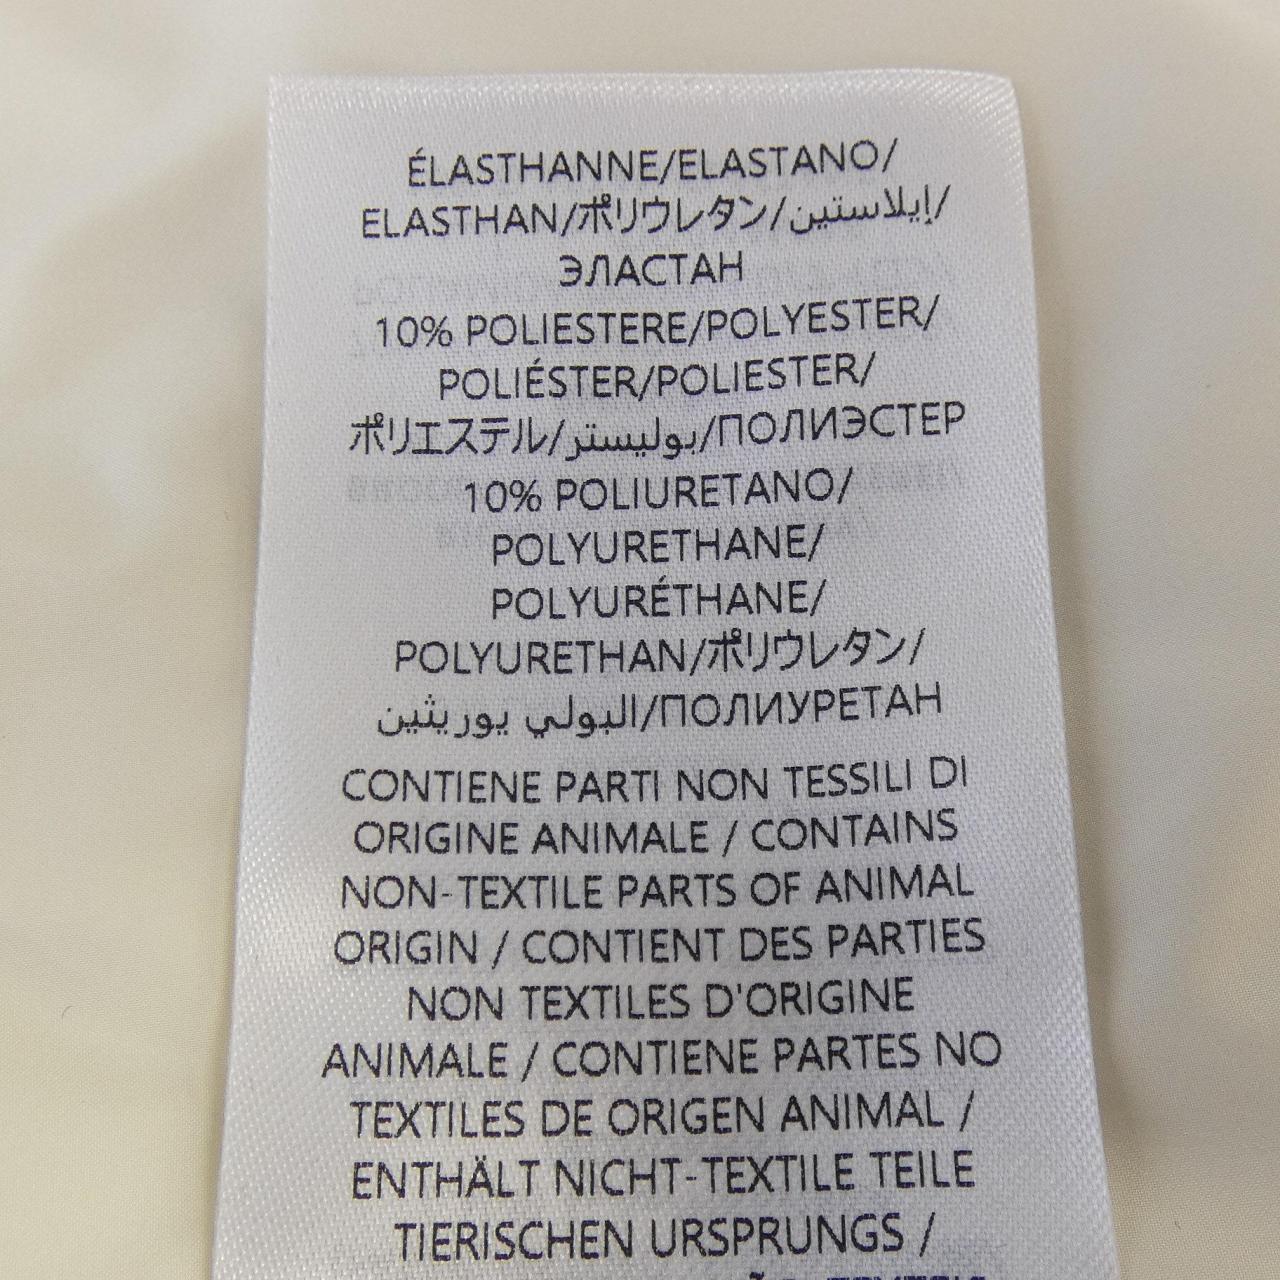 ÉLASTHANNE/ELASTANO/
ELASTHAN/ポリウレタン/إيلاستين/
ЭЛАСТАН
10% POLIESTERE/POLYESTER/
POLIÉSTER/POLIESTER/
ポリエステル/بوليستر/ПОЛИЭСТЕР
10% POLIURETANO/
POLYURETHANE/
POLYURÉTHANE/
POLYURETHAN/ポリウレタン/
البولي يوريثين/ПОЛИУРЕТАН
CONTIENE PARTI NON TESSILI DI
ORIGINE ANIMALE / CONTAINS
NON-TEXTILE PARTS OF ANIMAL
ORIGIN / CONTIENT DES PARTIES
NON TEXTILES D'ORIGINE
ANIMALE / CONTIENE PARTES NO
TEXTILES DE ORIGEN ANIMAL /
ENTHÄLT NICHT-TEXTILE TEILE
TIERISCHEN URSPRUNGS /